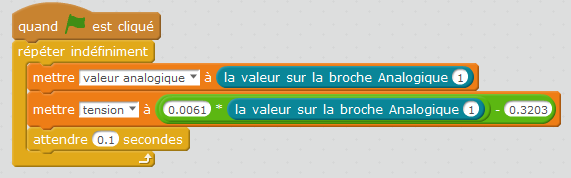 quand est cliqué
répéter indéfiniment
mettre valeur analogique à la valeur sur la broche Analogique 1
mettre tension à 0.0061 * la valeur sur la broche Analogique 1 - 0.3203
attendre 0.1 secondes